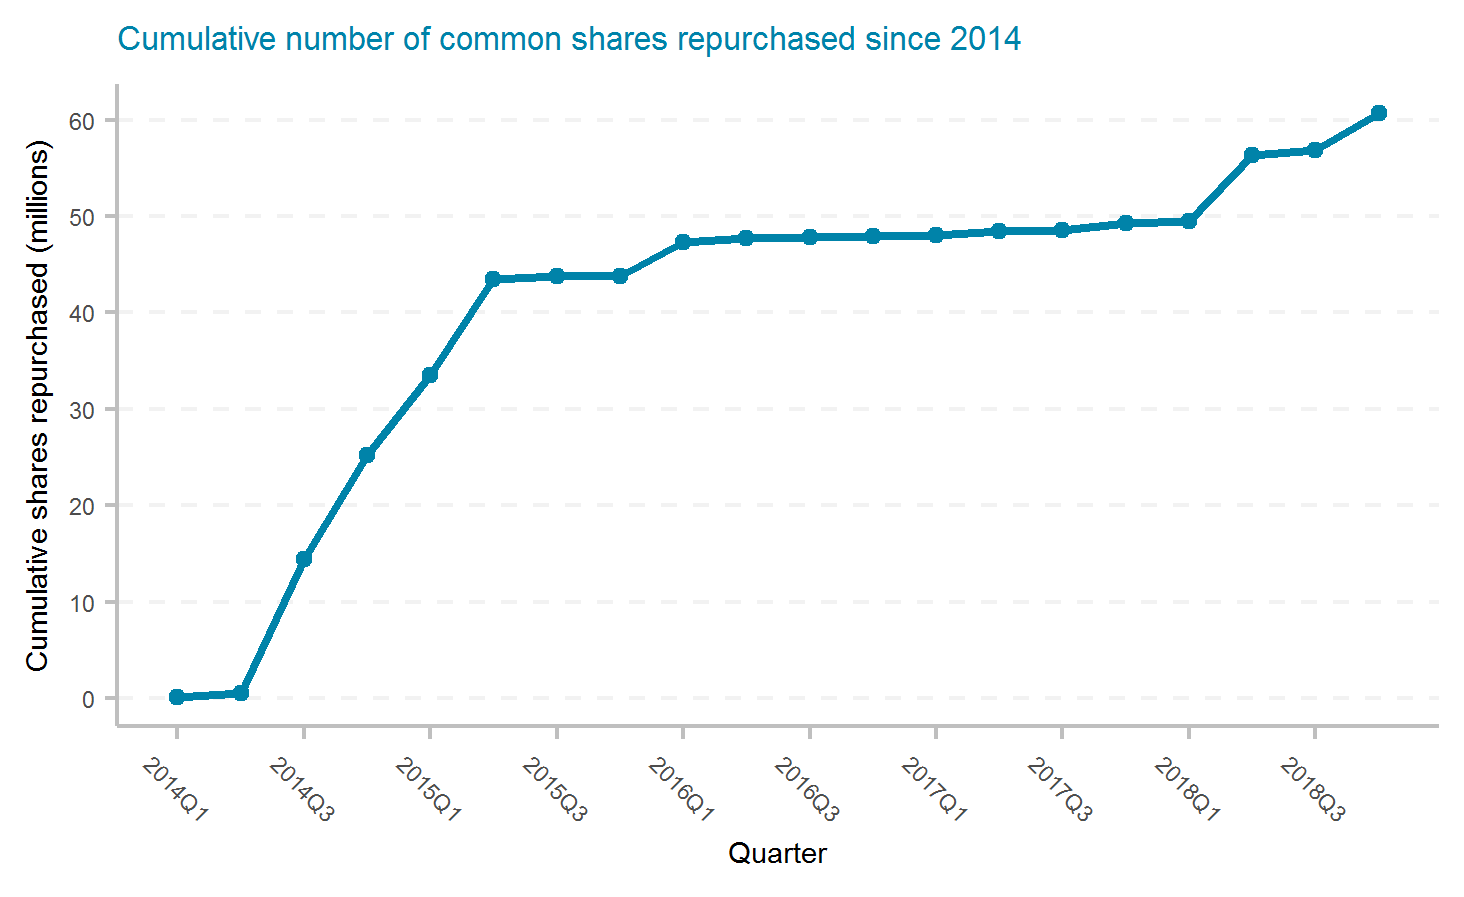 Cumulative number of common shares repurchased since 2014
Cumulative shares repurchased (millions)
60
50
40
30
20
10
0
2014Q1
2014Q3
2015Q1
2015Q3
2016Q1
2016Q3
2017Q1
2017Q3
2018Q1
2018Q3
Quarter